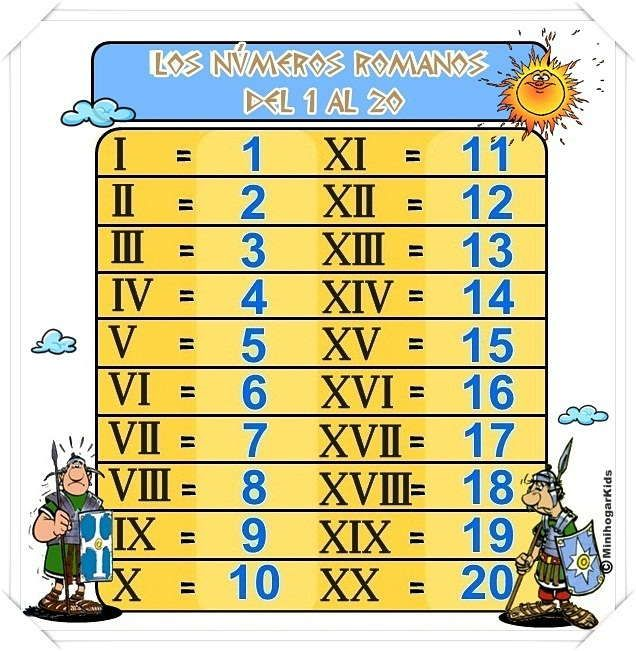 LOS NÚMEROS ROMANOS
DEL 1 AL 20
I = 1 XI = 11
II = 2 XII = 12
III = 3 XIII = 13
IV = 4 XIV = 14
V = 5 XV = 15
VI = 6 XVI = 16
VII = 7 XVII = 17
VIII = 8 XVIII = 18
IX = 9 XIX = 19
X = 10 XX = 20
© MinihogarKids